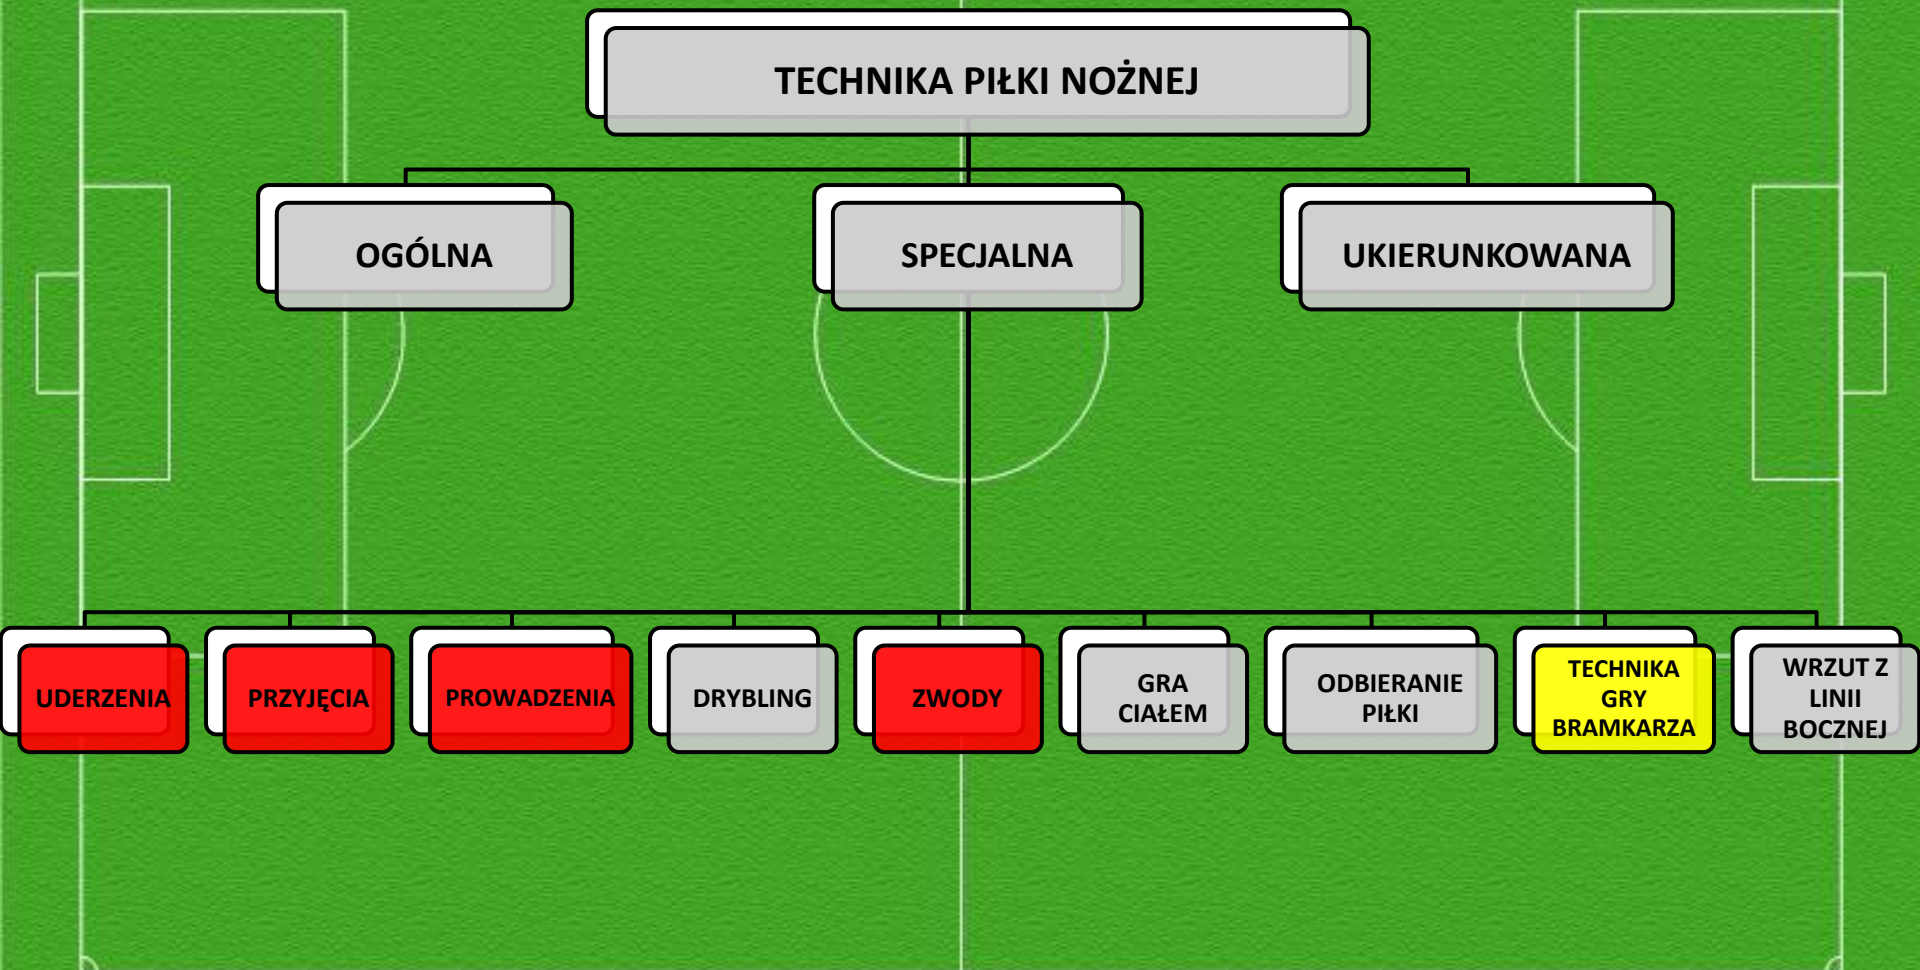 TECHNIKA PIŁKI NOŻNEJ
OGÓLNA
SPECJALNA
UKIERUNKOWANA
UDERZENIA
PRZYJĘCIA
PROWADZENIA
DRYBLING
ZWODY
GRA
CIAŁEM
ODBIERANIE
PIŁKI
TECHNIKA
GRY
BRAMKARZA
WRZUT Z
LINII
BOCZNEJ